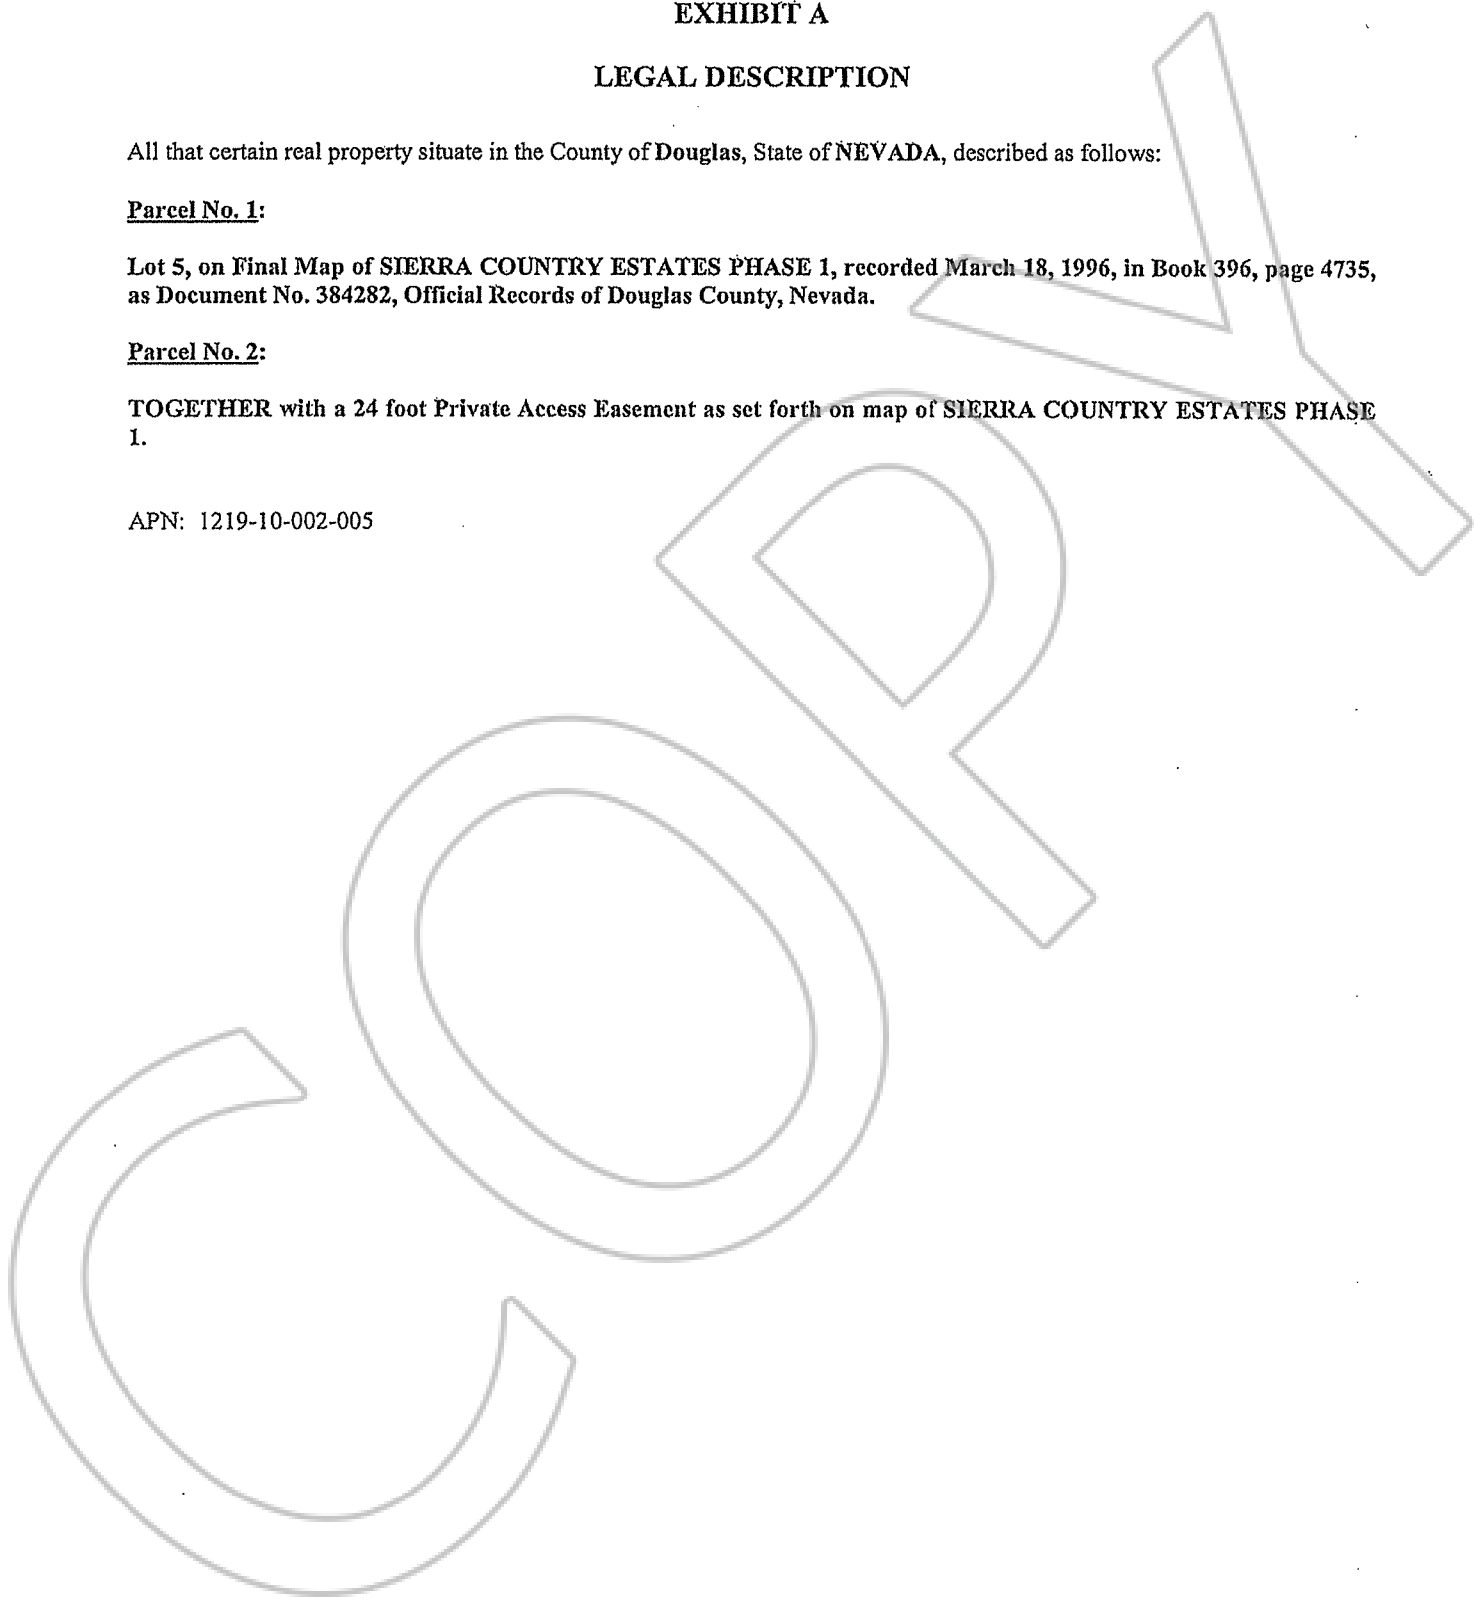 EXHIBIT A
LEGAL DESCRIPTION
All that certain real property situate in the County of Douglas, State of NEVADA, described as follows:
Parcel No. 1:
Lot 5, on Final Map of SIERRA COUNTRY ESTATES PHASE 1, recorded March 18, 1996, in Book 396, page 4735,
as Document No. 384282, Official Records of Douglas County, Nevada.
Parcel No. 2:
TOGETHER with a 24 foot Private Access Easement as set forth on map of SIERRA COUNTRY ESTATES PHASE
1.
APN: 1219-10-002-005
COPY